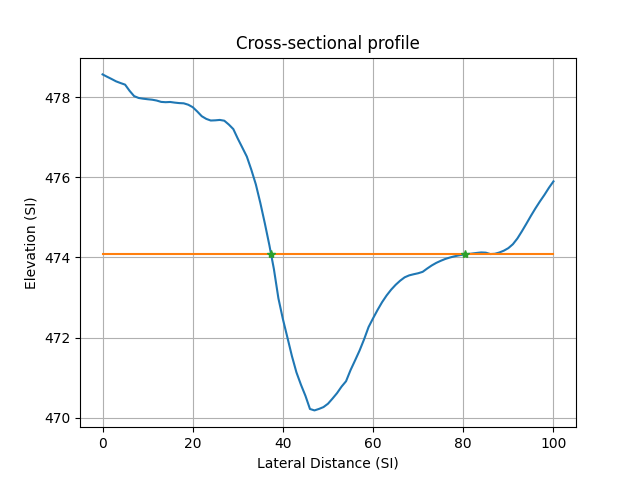 Cross-sectional profile
Elevation (SI)
478
476
474
472
470
0 20 40 60 80 100
Lateral Distance (SI)